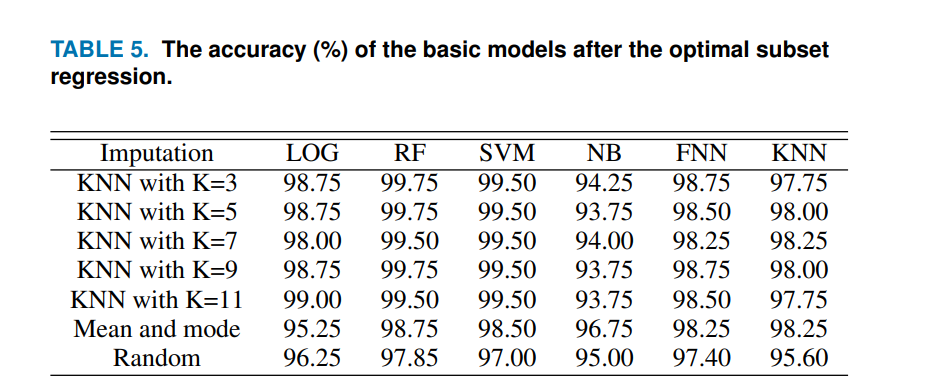 TABLE 5. The accuracy (%) of the basic models after the optimal subset
regression.
Imputation LOG RF SVM NB FNN KNN
KNN with K=3 98.75 99.75 99.50 94.25 98.75 97.75
KNN with K=5 98.75 99.75 99.50 93.75 98.50 98.00
KNN with K=7 98.00 99.50 99.50 94.00 98.25 98.25
KNN with K=9 98.75 99.75 99.50 93.75 98.75 98.00
KNN with K=11 99.00 99.50 99.50 93.75 98.50 97.75
Mean and mode 95.25 98.75 98.50 96.75 98.25 98.25
Random 96.25 97.85 97.00 95.00 97.40 95.60